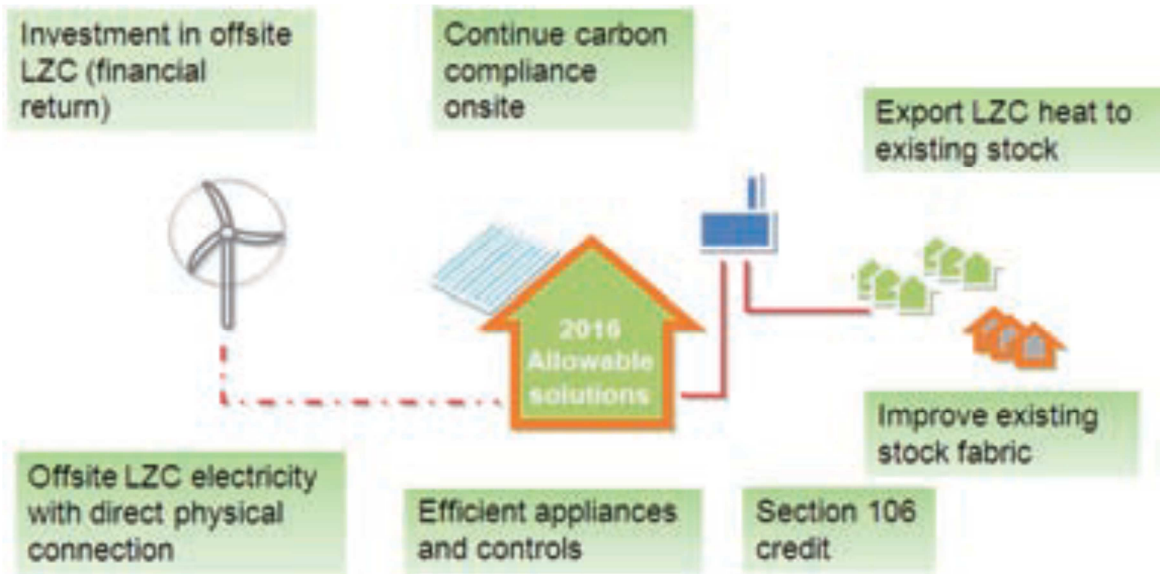 Investment in offsite
LZC (financial
return)
Continue carbon
compliance
onsite
Export LZC heat to
existing stock
2016
Allowable
solutions
Improve existing
stock fabric
Offsite LZC electricity
with direct physical
connection
Efficient appliances
and controls
Section 106
credit